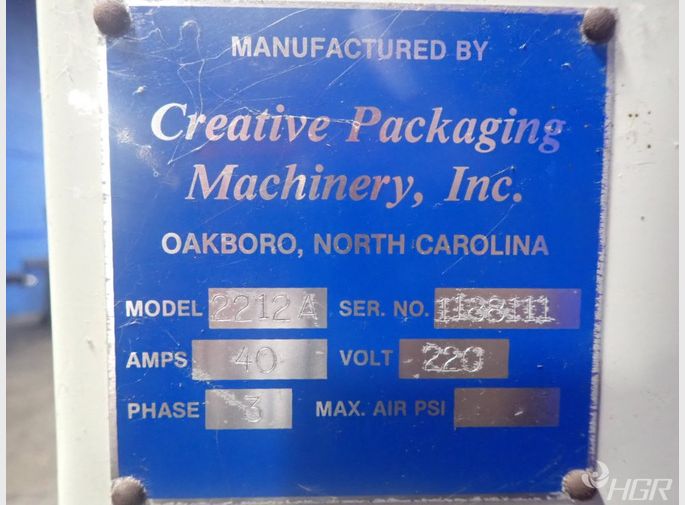 MANUFACTURED BY
Creative Packaging
Machinery, Inc.
OAKBORO, NORTH CAROLINA
MODEL 2212A SER. NO. 1138111
AMPS 40 VOLT 220
PHASE 3 MAX. AIR PSI
HGR